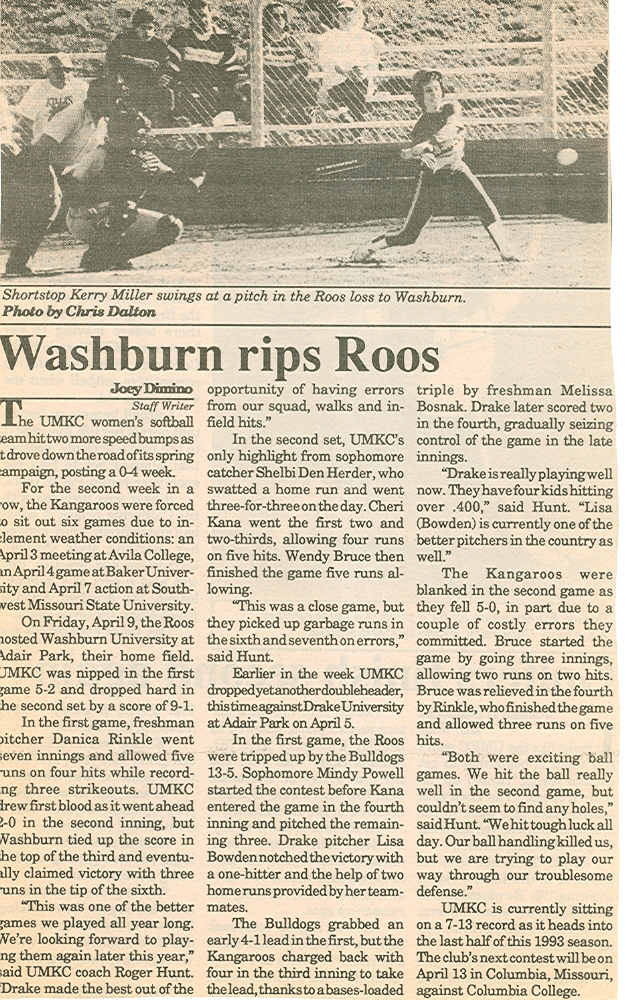 Shortstop Kerry Miller swings at a pitch in the Roos loss to Washburn.
Photo by Chris Dalton
Washburn rips Roos
Joey Dimino
Staff Writer
The UMKC women's softball
team hit two more speed bumps as
it drove down the road of its spring
campaign, posting a 0-4 week.
For the second week in a
row, the Kangaroos were forced
to sit out six games due to in-
clement weather conditions: an
April 3 meeting at Avila College,
an April 4 game at Baker Univer-
sity and April 7 action at South-
west Missouri State University.
On Friday, April 9, the Roos
hosted Washburn University at
Adair Park, their home field.
UMKC was nipped in the first
game 5-2 and dropped hard in
the second set by a score of 9-1.
In the first game, freshman
pitcher Danica Rinkle went
seven innings and allowed five
runs on four hits while record-
ing three strikeouts. UMKC
drew first blood as it went ahead
2-0 in the second inning, but
Washburn tied up the score in
the top of the third and eventu-
ally claimed victory with three
runs in the tip of the sixth.
"This was one of the better
games we played all year long.
We're looking forward to play-
ing them again later this year,"
said UMKC coach Roger Hunt.
"Drake made the best out of the
opportunity of having errors
from our squad, walks and in-
field hits."
In the second set, UMKC's
only highlight from sophomore
catcher Shelbi Den Herder, who
swatted a home run and went
three-for-three on the day. Cheri
Kana went the first two and
two-thirds, allowing four runs
on five hits. Wendy Bruce then
finished the game five runs al-
lowing.
"This was a close game, but
they picked up garbage runs in
the sixth and seventh on errors,"
said Hunt.
Earlier in the week UMKC
dropped yet another doubleheader,
this time against Drake University
at Adair Park on April 5.
In the first game, the Roos
were tripped up by the Bulldogs
13-5. Sophomore Mindy Powell
started the contest before Kana
entered the game in the fourth
inning and pitched the remain-
ing three. Drake pitcher Lisa
Bowden notched the victory with
a one-hitter and the help of two
home runs provided by her team-
mates.
The Bulldogs grabbed an
early 4-1 lead in the first, but the
Kangaroos charged back with
four in the third inning to take
the lead, thanks to a bases-loaded
triple by freshman Melissa
Bosnak. Drake later scored two
in the fourth, gradually seizing
control of the game in the late
innings.
"Drake is really playing well
now. They have four kids hitting
over .400," said Hunt. "Lisa
(Bowden) is currently one of the
better pitchers in the country as
well."
The Kangaroos were
blanked in the second game as
they fell 5-0, in part due to a
couple of costly errors they
committed. Bruce started the
game by going three innings,
allowing two runs on two hits.
Bruce was relieved in the fourth
by Rinkle, who finished the game
and allowed three runs on five
hits.
"Both were exciting ball
games. We hit the ball really
well in the second game, but
couldn't seem to find any holes,"
said Hunt. "We hit tough luck all
day. Our ball handling killed us,
but we are trying to play our
way through our troublesome
defense."
UMKC is currently sitting
on a 7-13 record as it heads into
the last half of this 1993 season.
The club's next contest will be on
April 13 in Columbia, Missouri,
against Columbia College.